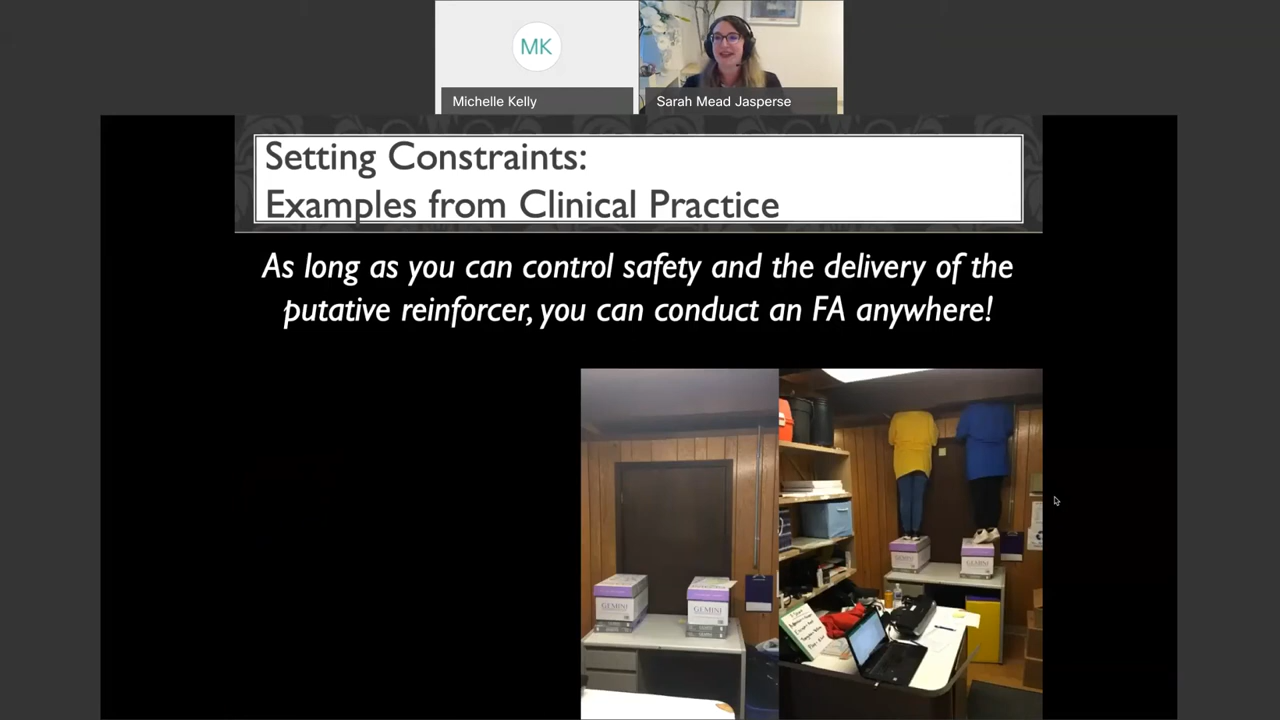 MK
Michelle Kelly
Sarah Mead Jasperse
Setting Constraints:
Examples from Clinical Practice
As long as you can control safety and the delivery of the
putative reinforcer, you can conduct an FA anywhere!
GEMINI
GEMINI
GEMINI
GEMINI